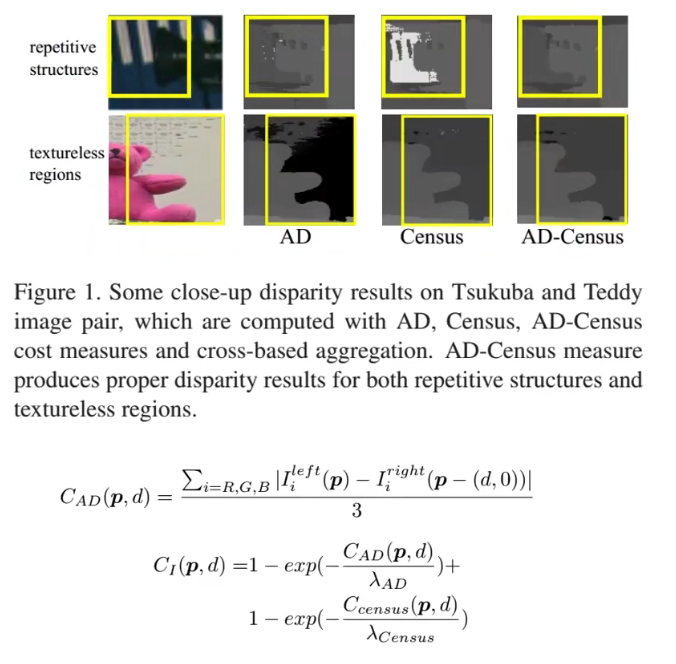 repetitive
structures
textureless
regions
AD Census AD-Census
Figure 1. Some close-up disparity results on Tsukuba and Teddy
image pair, which are computed with AD, Census, AD-Census
cost measures and cross-based aggregation. AD-Census measure
produces proper disparity results for both repetitive structures and
textureless regions.
C_{AD}(p, d) = \frac{\sum_{i=R,G,B} |I_i^{left}(p) − I_i^{right}(p − (d, 0))|}{3}
C_I(p, d) =1 − exp(−\frac{C_{AD}(p, d)}{λ_{AD}})+
1 − exp(−\frac{C_{census}(p, d)}{λ_{Census}})